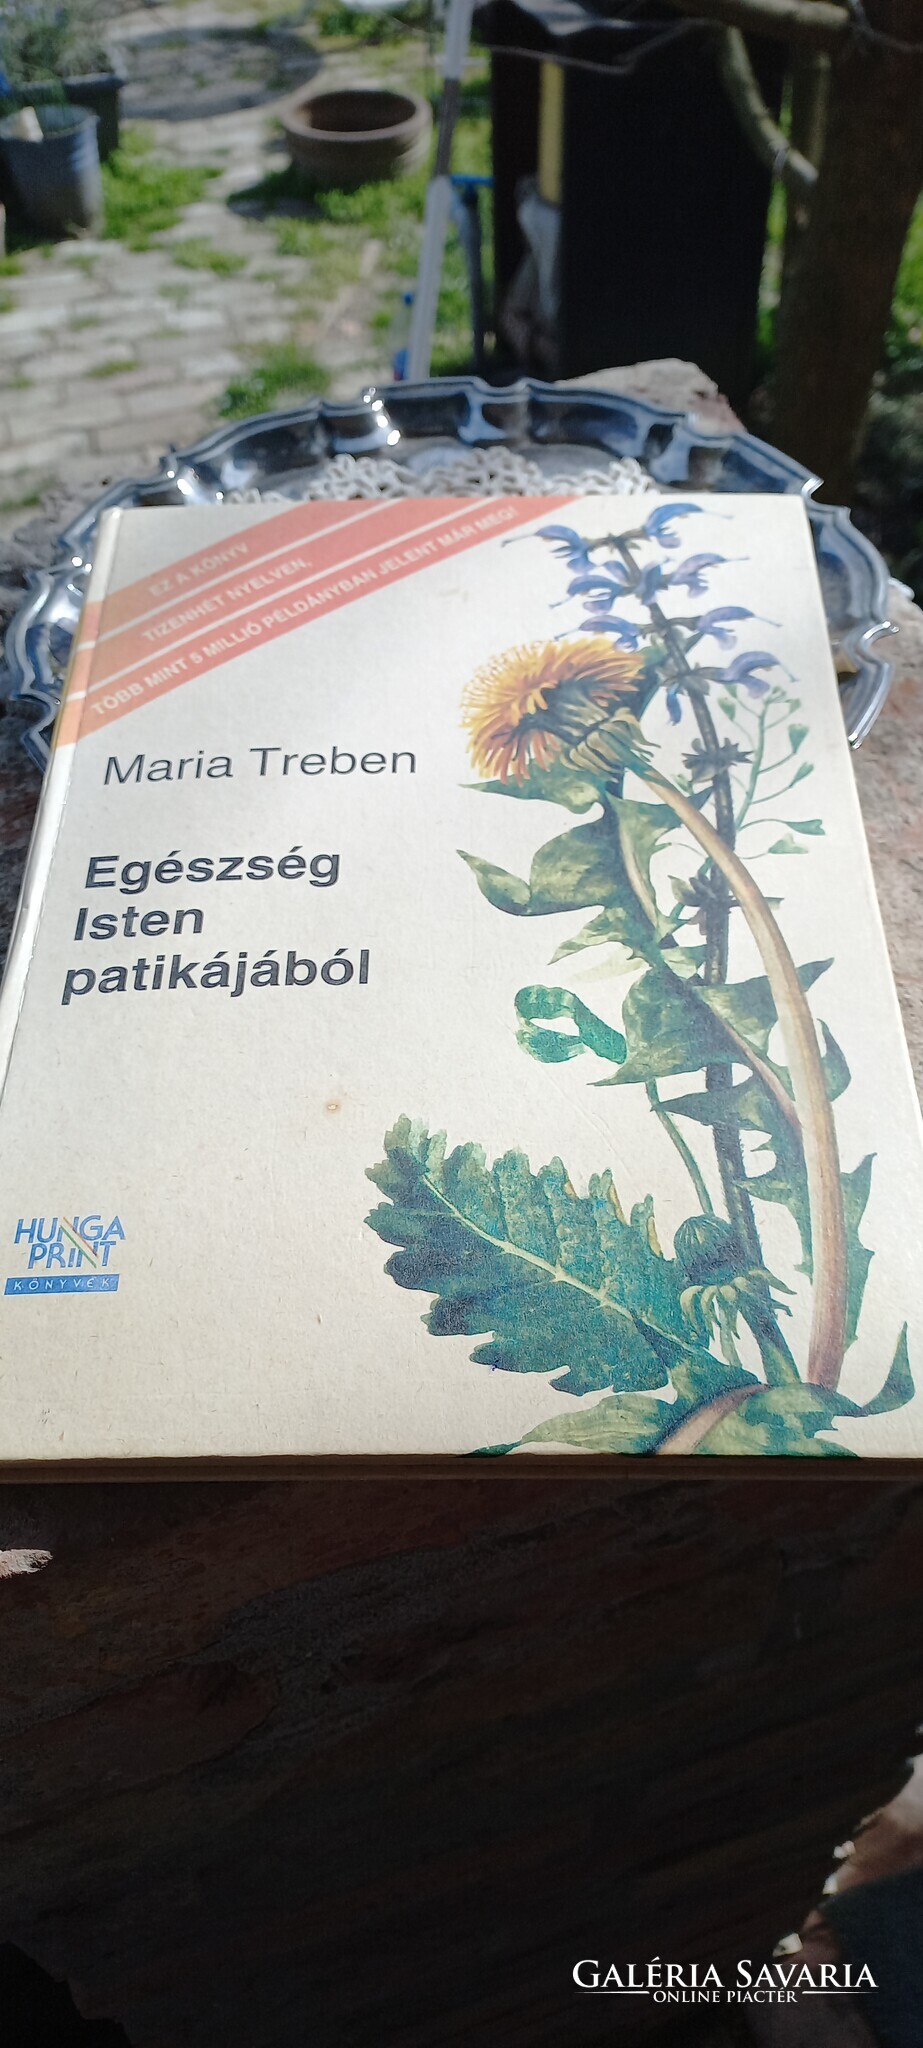 EZ A KÖNYV
TIZENHÉT NYELVEN,
TÖBB MINT 5 MILLIÓ PÉLDÁNYBAN JELENT MÁR MEG!
Maria Treben
Egészség
Isten
patikájából
HUNGA
PRINT
KÖNYVEK
GALÉRIA SAVARIA
ONLINE PIACTÉR